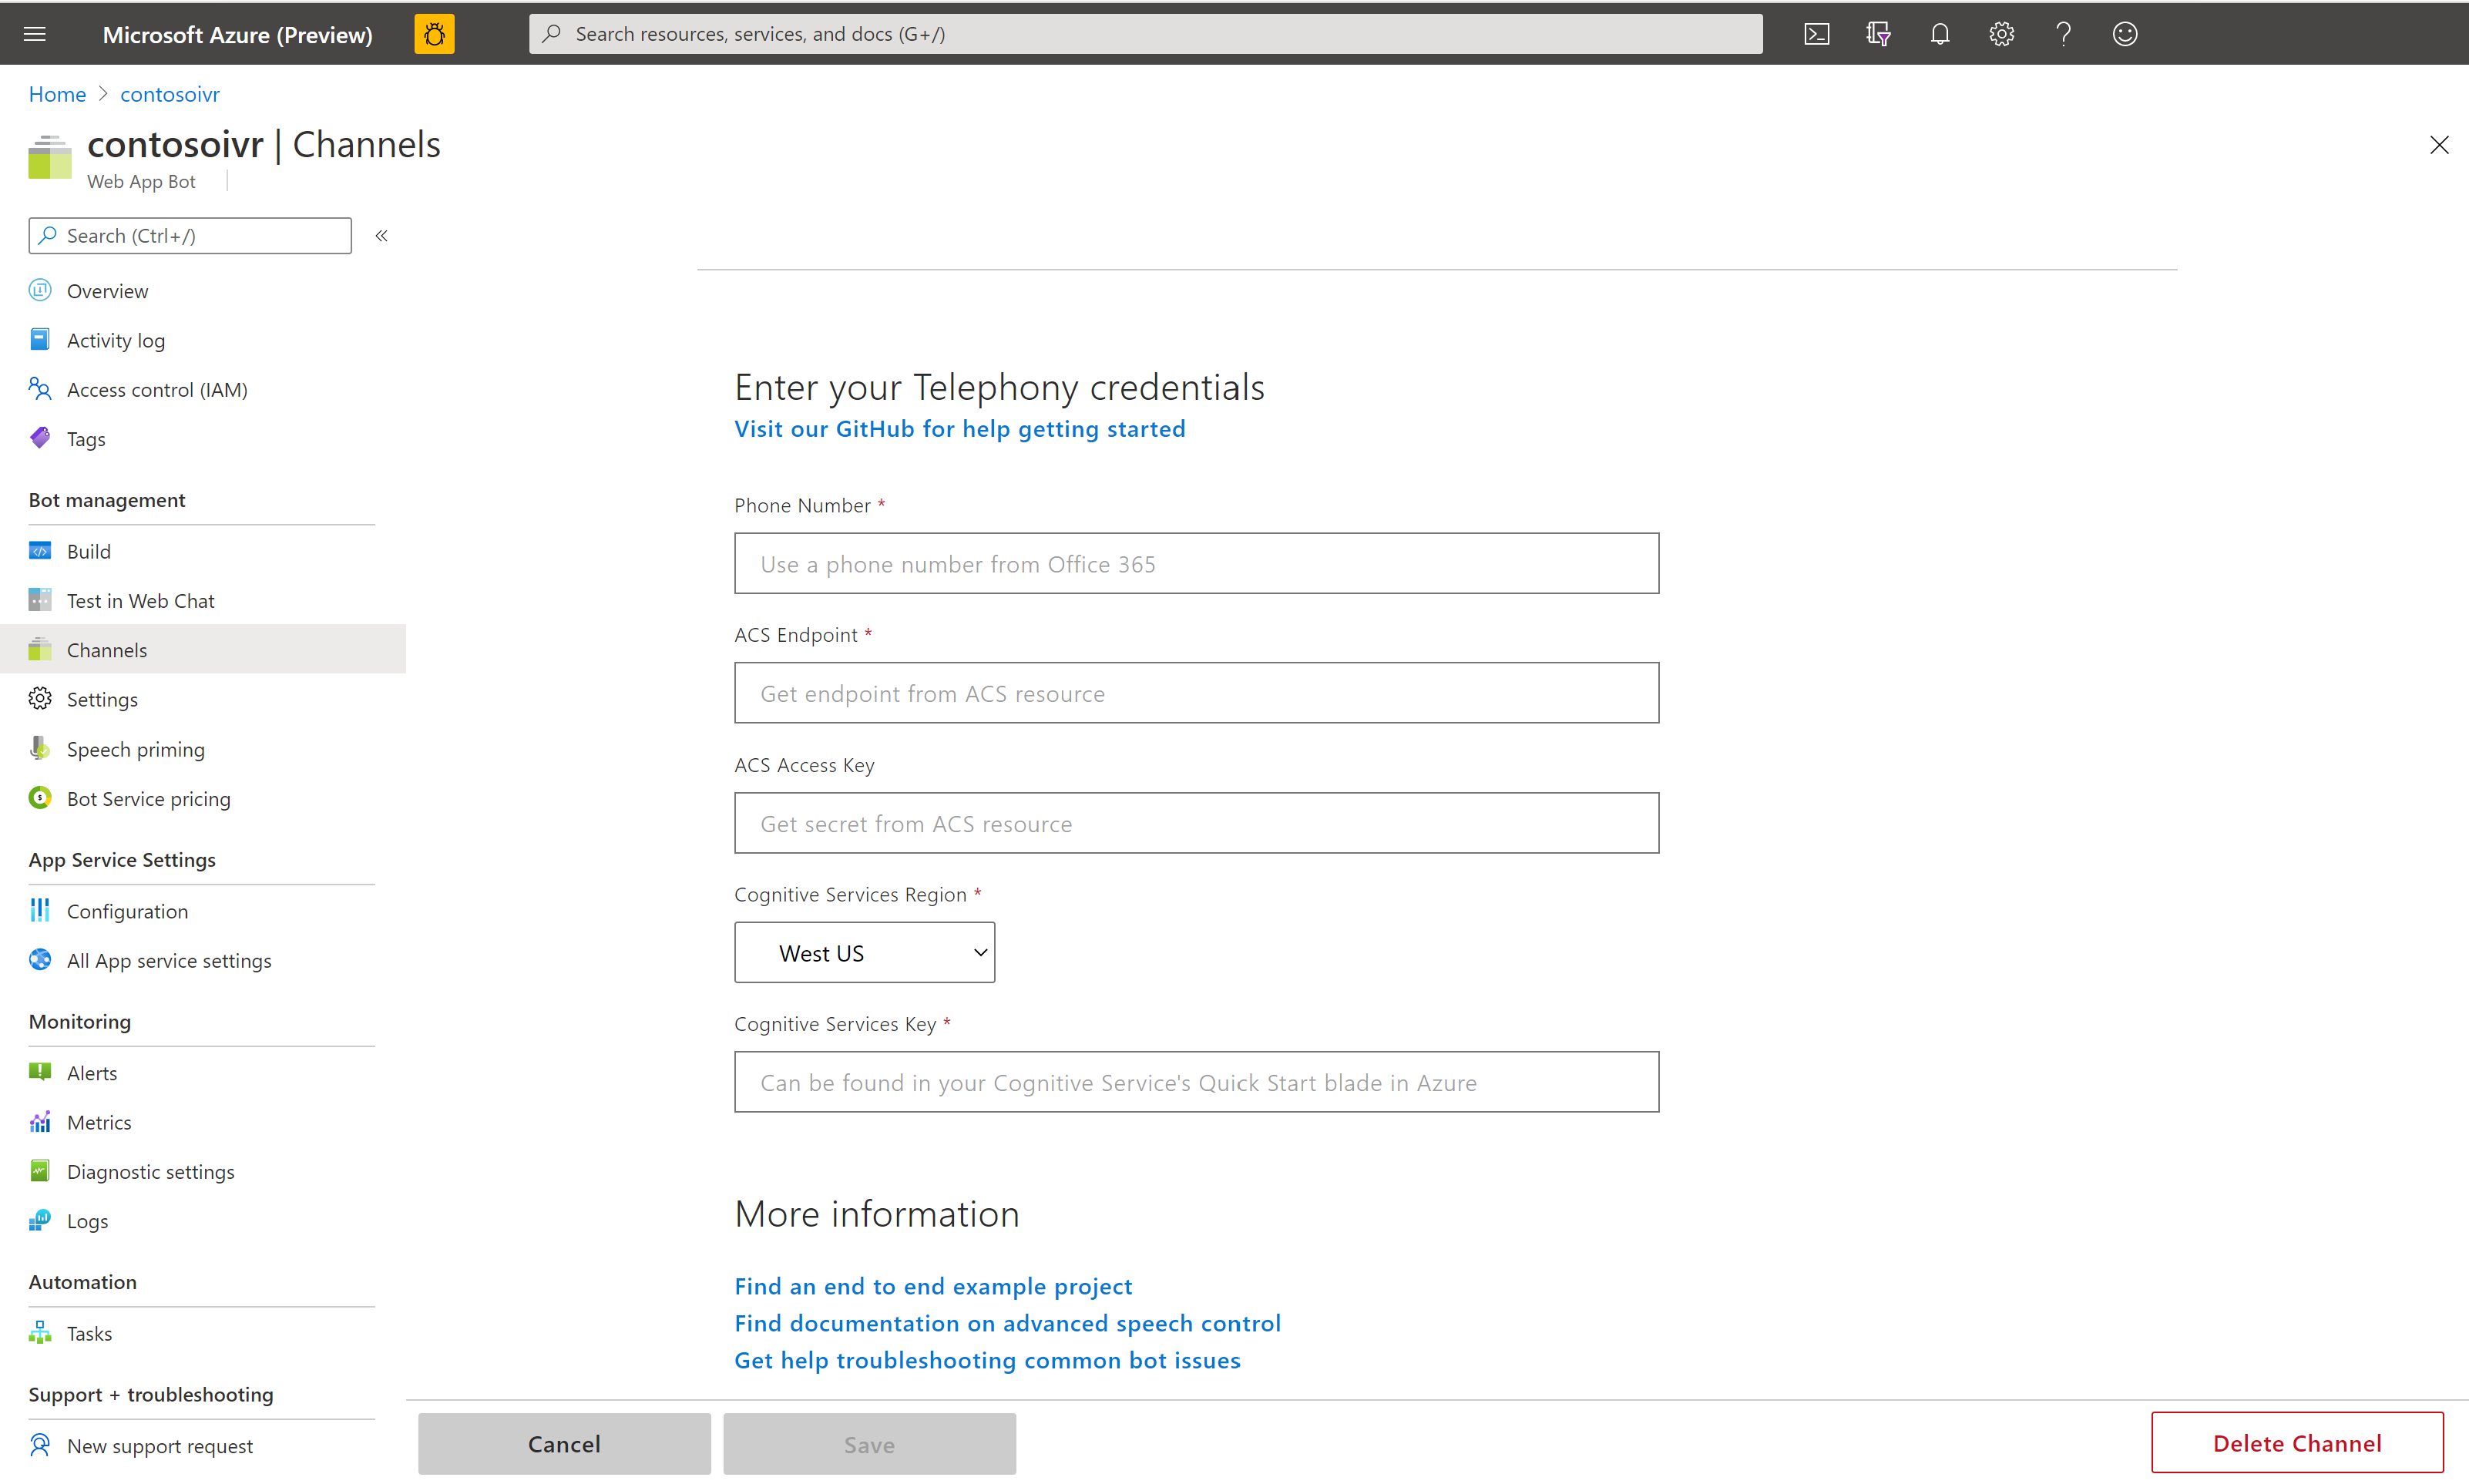 Microsoft Azure (Preview)
Search resources, services, and docs (G+/)
Home > contosoivr
contosoivr | Channels
Web App Bot
Search (Ctrl+/)
«
Overview
Activity log
Access control (IAM)
Tags
Bot management
Build
Test in Web Chat
Channels
Settings
Speech priming
Bot Service pricing
App Service Settings
Configuration
All App service settings
Monitoring
Alerts
Metrics
Diagnostic settings
Logs
Automation
Tasks
Support + troubleshooting
New support request
Enter your Telephony credentials
Visit our GitHub for help getting started
Phone Number *
Use a phone number from Office 365
ACS Endpoint *
Get endpoint from ACS resource
ACS Access Key
Get secret from ACS resource
Cognitive Services Region *
West US
Cognitive Services Key *
Can be found in your Cognitive Service's Quick Start blade in Azure
More information
Find an end to end example project
Find documentation on advanced speech control
Get help troubleshooting common bot issues
Cancel
Save
Delete Channel